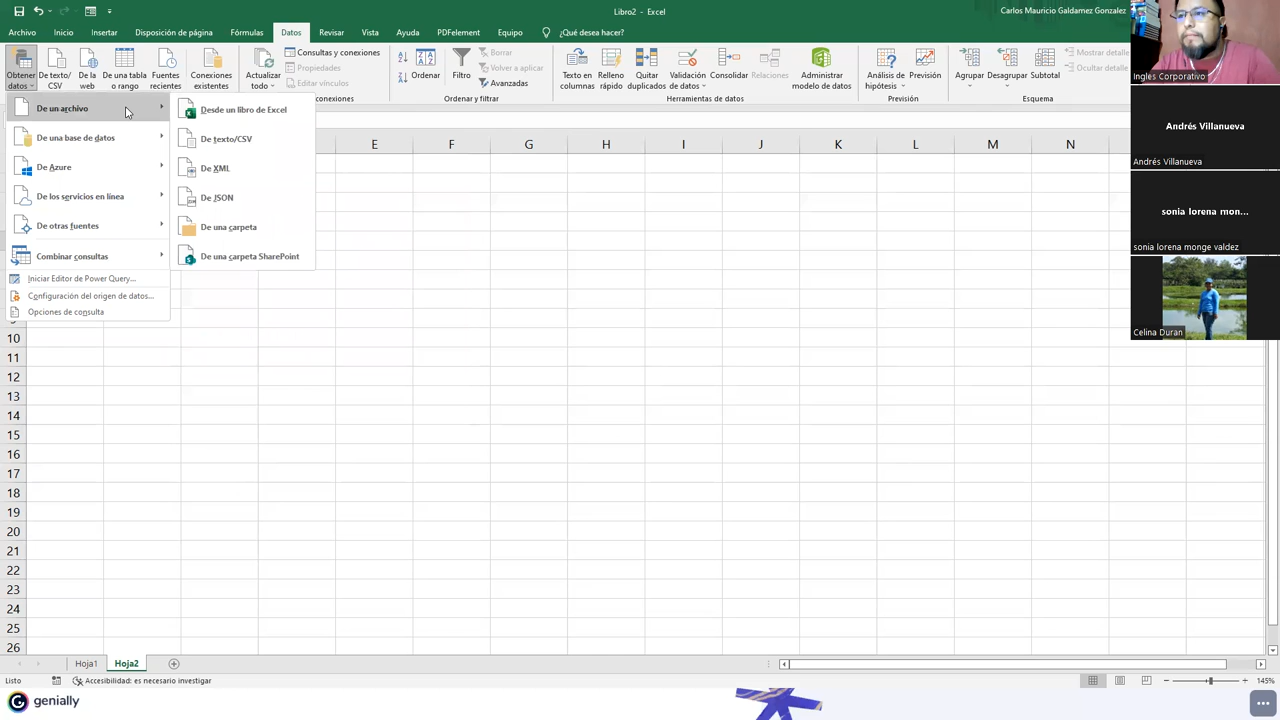 Libro2 - Excel
Carlos Mauricio Galdamez Gonzalez
Archivo Inicio Insertar Disposición de página Fórmulas Datos Revisar Vista Ayuda PDFelement Equipo ¿Qué desea hacer?
Obtener datos
De texto/CSV
De la web
De una tabla o rango
Fuentes recientes
Conexiones existentes
Actualizar todo
Consultas y conexiones
Propiedades
Editar vínculos
Ordenar
Filtro
Borrar
Volver a aplicar
Avanzadas
Texto en columnas
Relleno rápido
Quitar duplicados
Validación de datos
Consolidar
Relaciones
Administrar modelo de datos
Análisis de hipótesis
Previsión
Agrupar
Desagrupar
Subtotal
Mostrar detalle
Ocultar detalle
Herramientas de datos
Previsión
Esquema
De un archivo
De una base de datos
De Azure
De los servicios en línea
De otras fuentes
Combinar consultas
Iniciar Editor de Power Query...
Configuración del origen de datos...
Opciones de consulta
Desde un libro de Excel
De texto/CSV
De XML
De JSON
De una carpeta
De una carpeta SharePoint
E F G H I J K L M N
10
11
12
13
14
15
16
17
18
19
20
21
22
23
24
25
26
Ingles Corporativo
Andrés Villanueva
Andrés Villanueva
sonia lorena mon...
sonia lorena monge valdez
Celina Duran
Hoja1 Hoja2
Listo
Accesibilidad: es necesario investigar
145%
genially